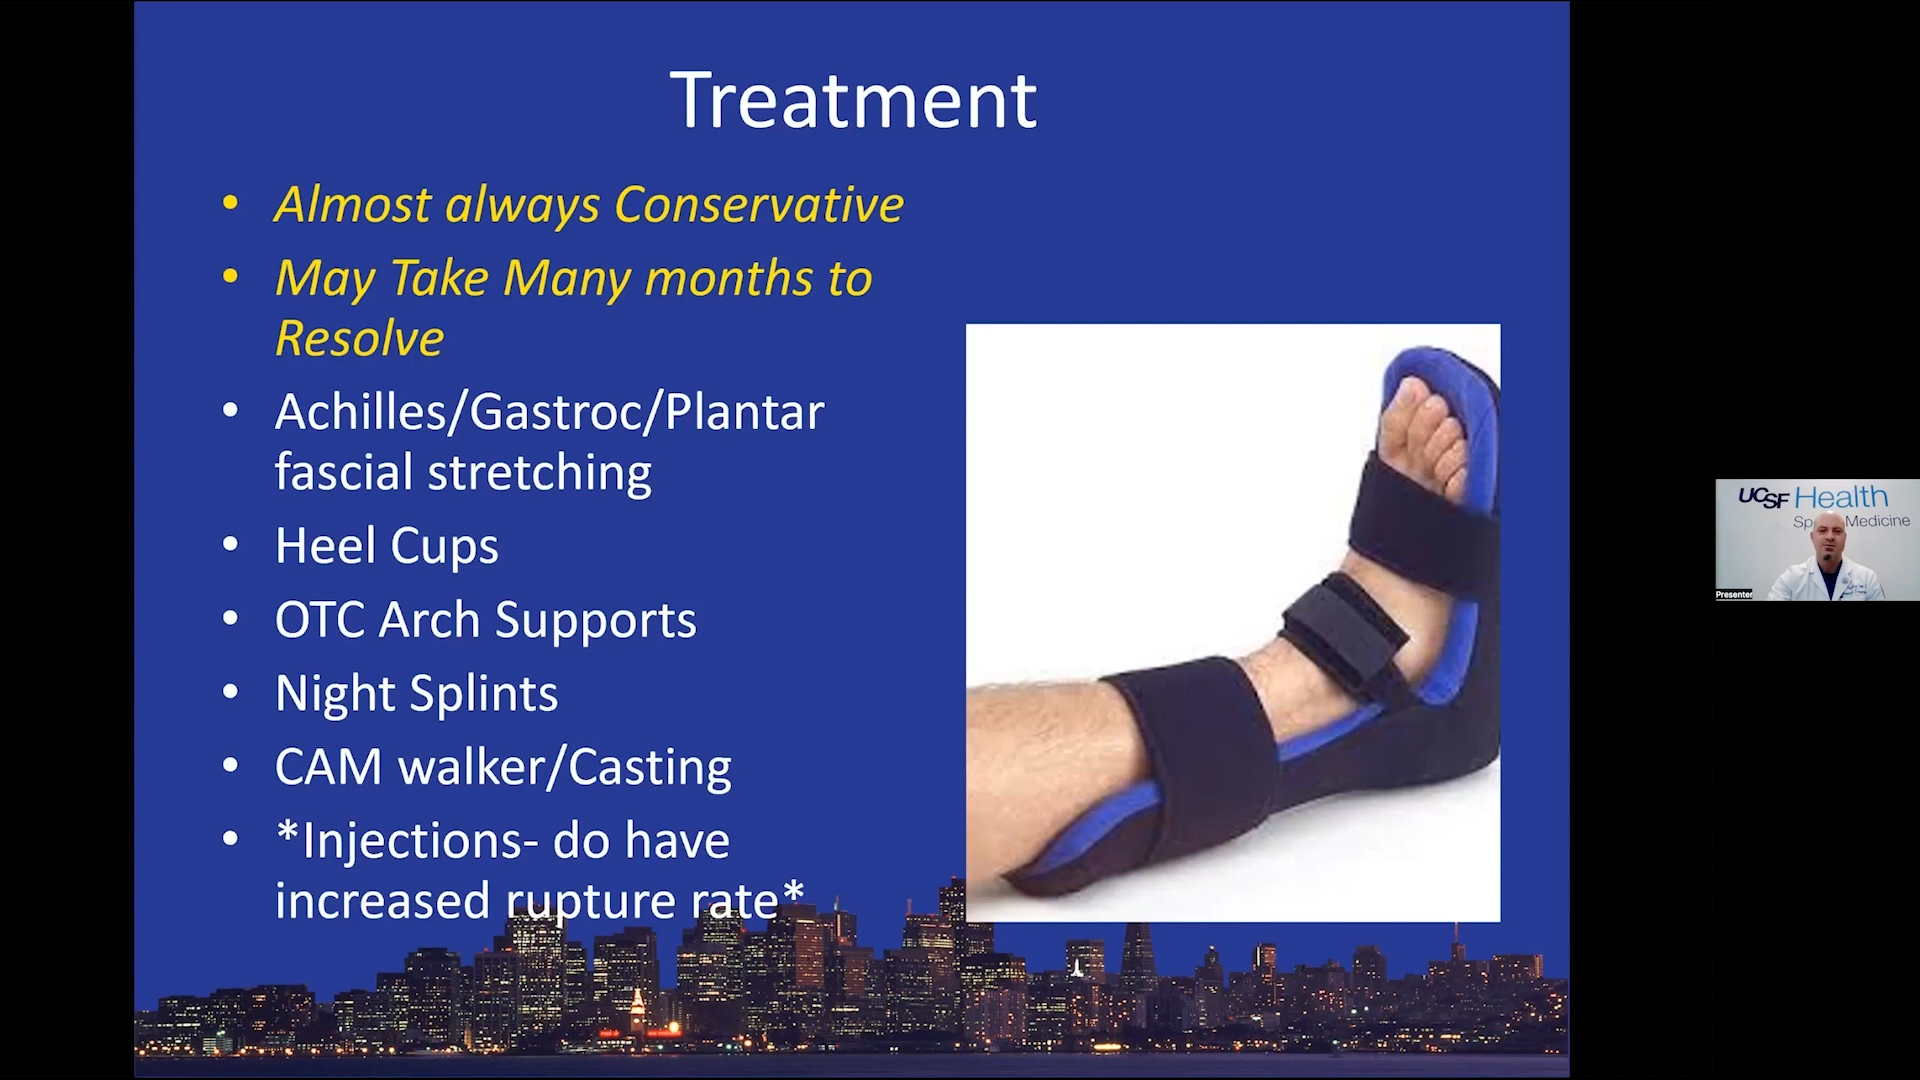 Treatment
• Almost always Conservative
• May Take Many months to
Resolve
• Achilles/Gastroc/Plantar
fascial stretching
• Heel Cups
• OTC Arch Supports
• Night Splints
• CAM walker/Casting
• *Injections- do have
increased rupture rate*
UCSF Health
Medicine
Presenter